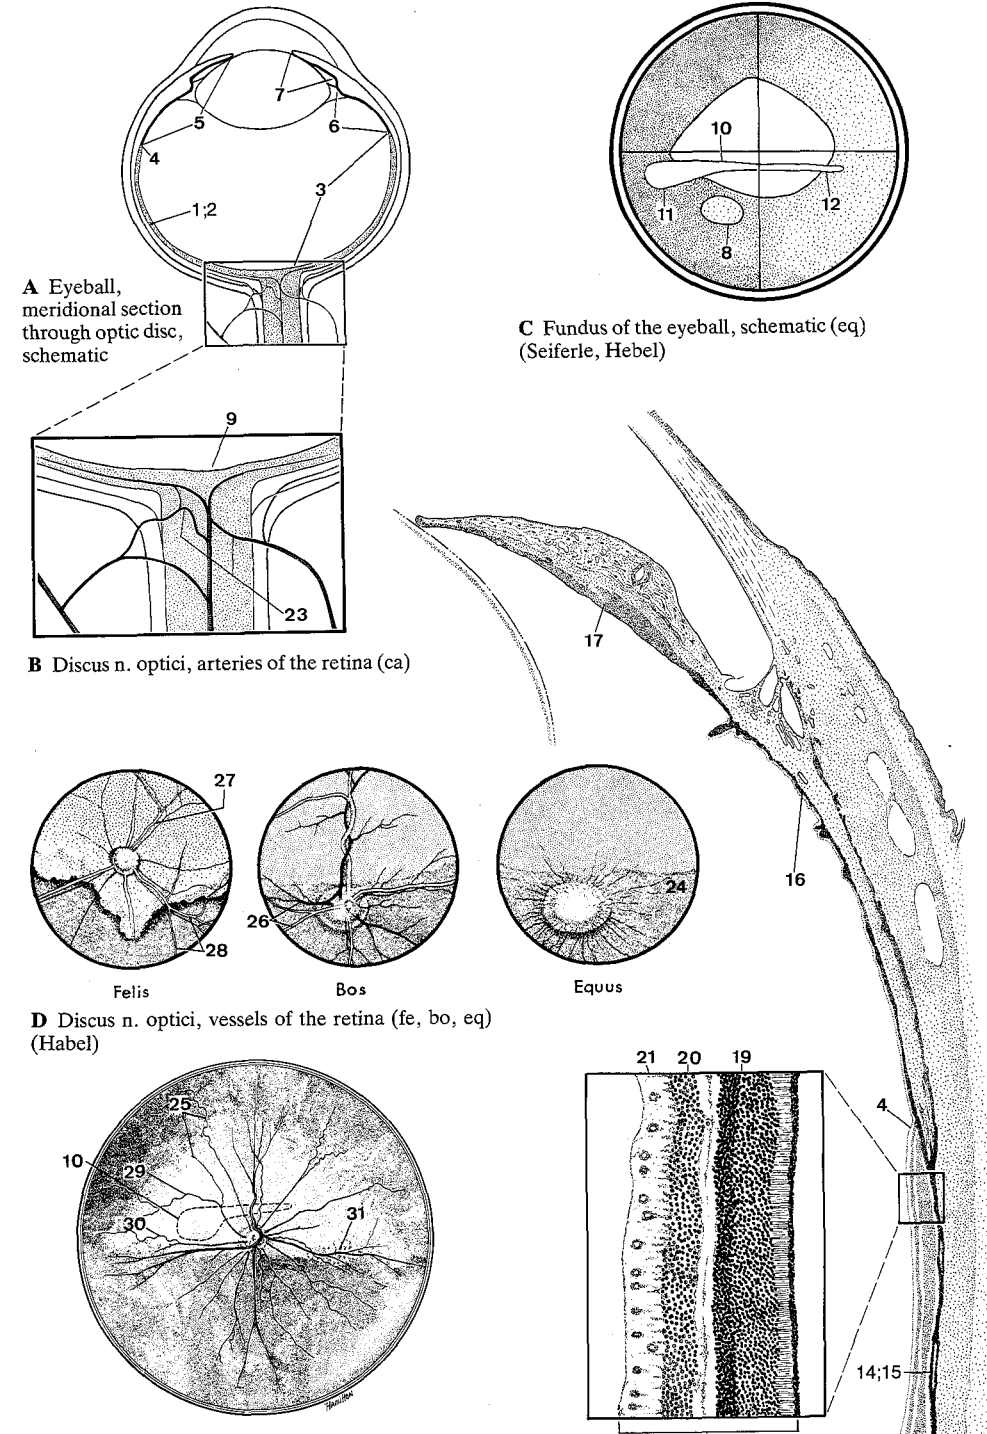 5
7
6
4
3
1;2
A Eyeball,
meridional section
through optic disc,
schematic
10
11
12
8
C Fundus of the eyeball, schematic (eq)
(Seiferle, Hebel)
9
23
B Discus n. optici, arteries of the retina (ca)
17
16
27
28
26
24
Felis
Bos
Equus
D Discus n. optici, vessels of the retina (fe, bo, eq)
(Habel)
25
10
29
30
31
21 20 19
4
14;15